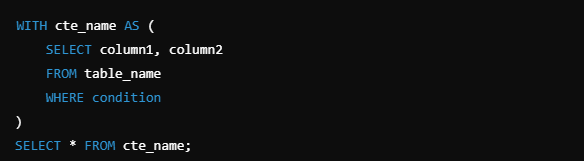 WITH cte_name AS (
    SELECT column1, column2
    FROM table_name
    WHERE condition
)
SELECT * FROM cte_name;